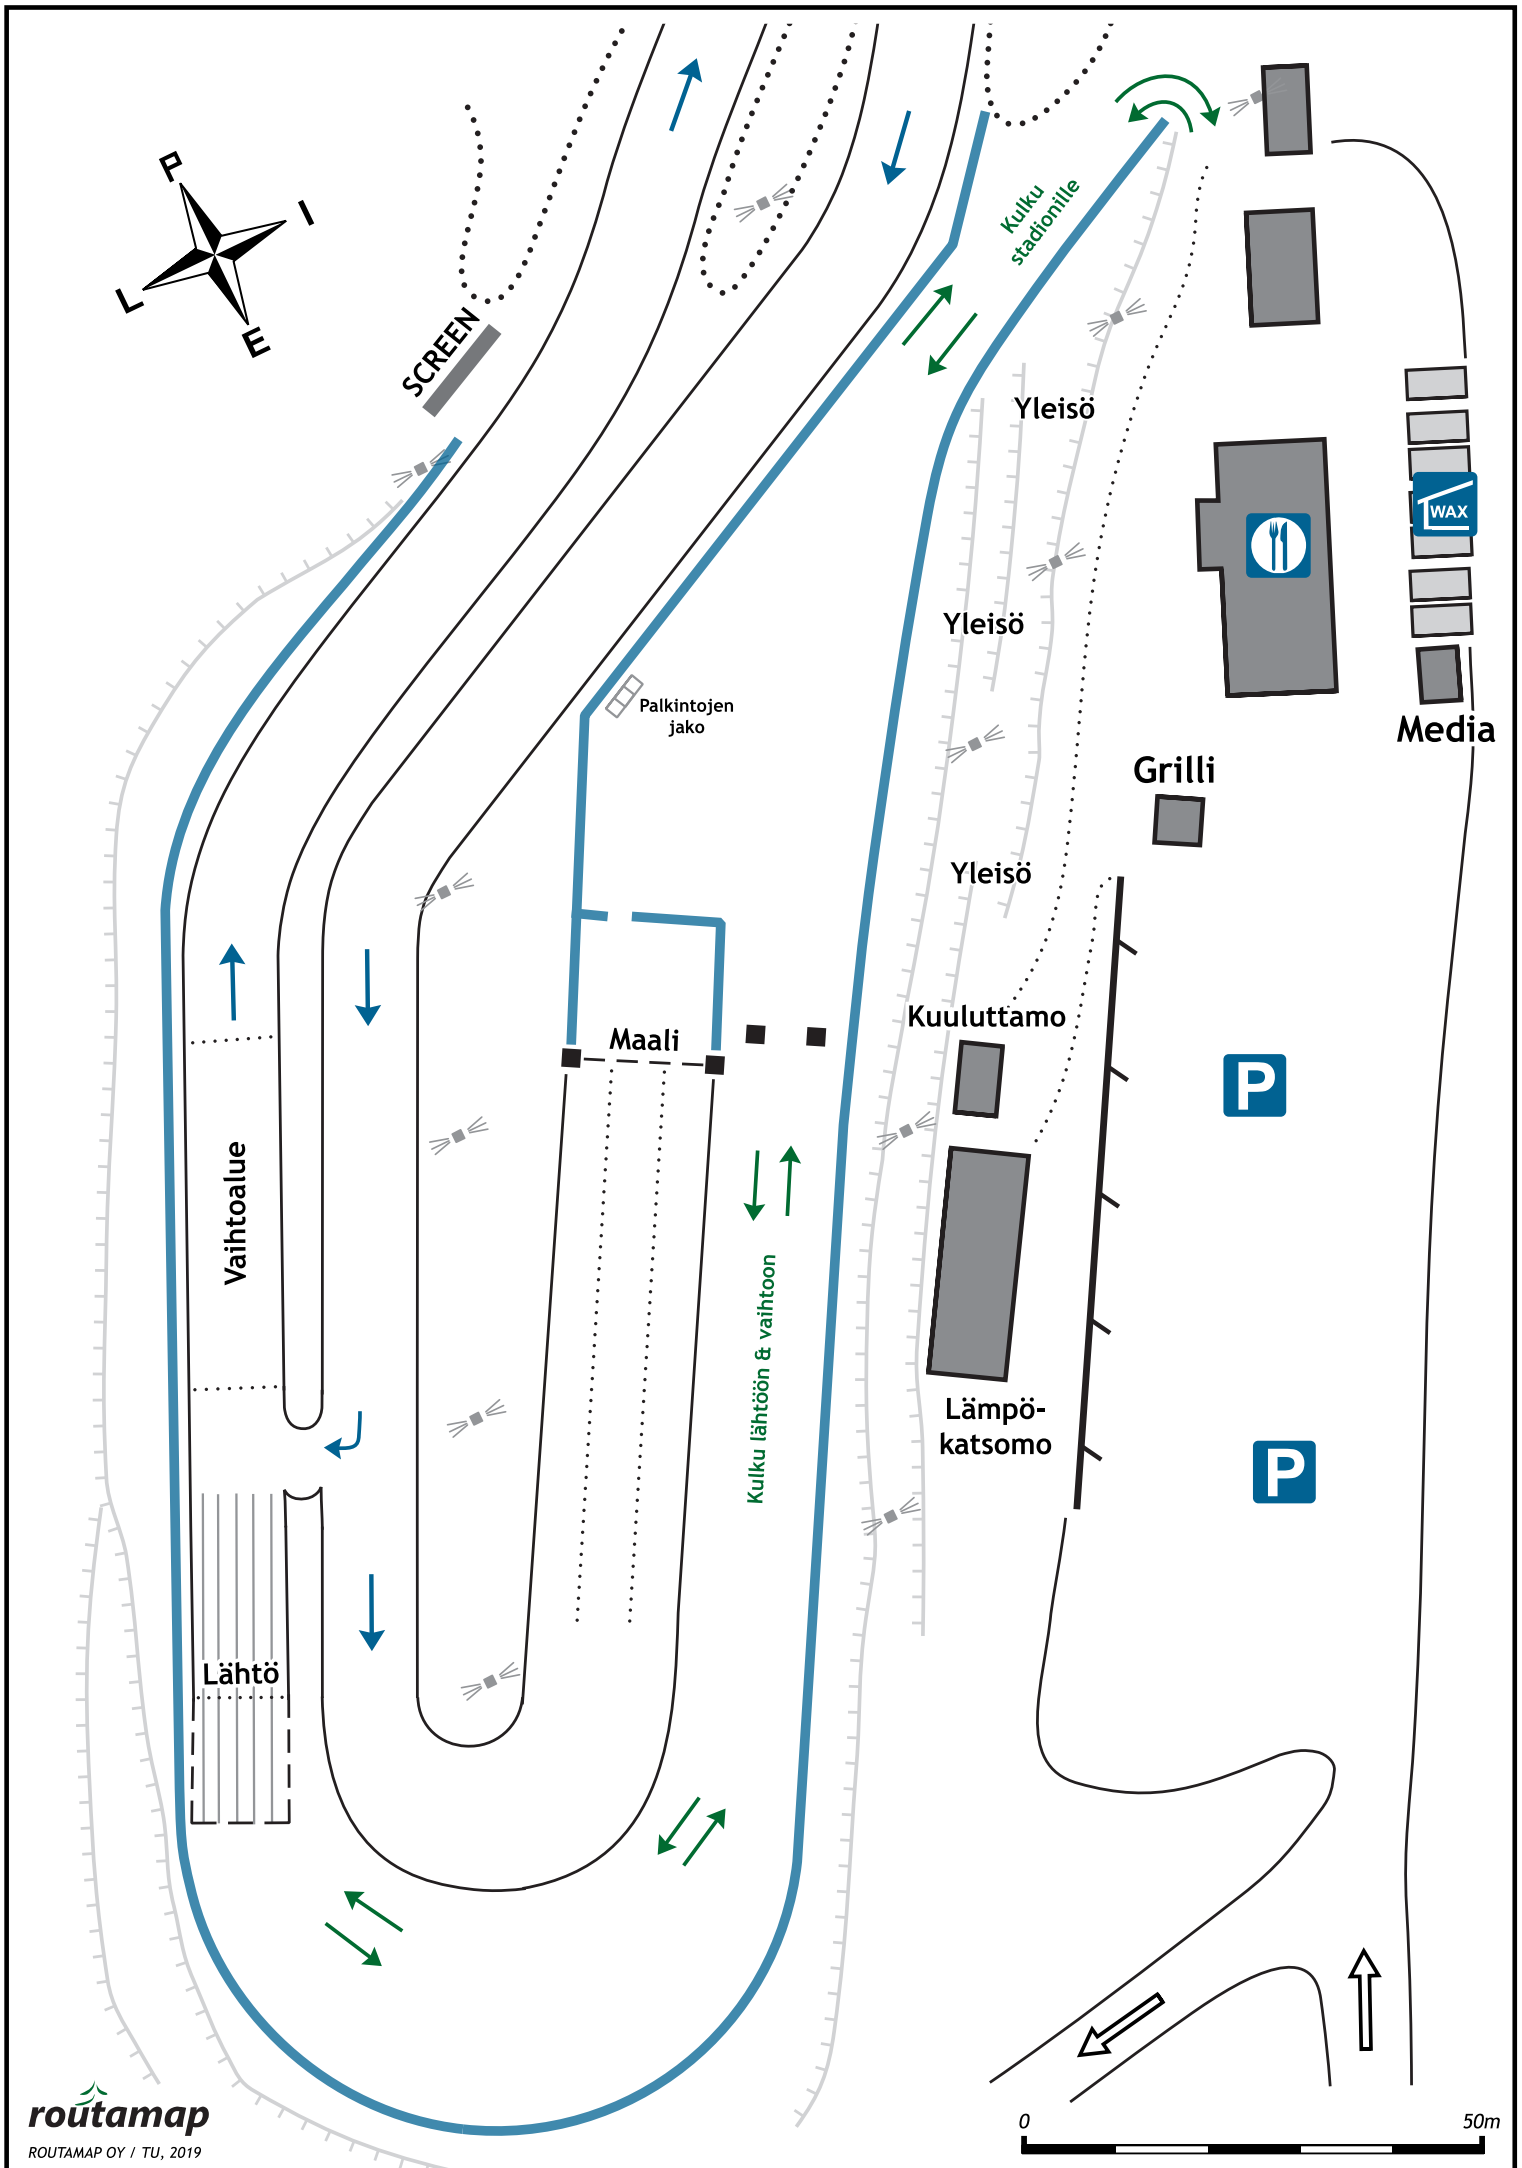 P
I
L
E
SCREEN
Kulku
stadionille
Yleisö
WAX
Yleisö
Palkintojen
jako
Media
Grilli
Yleisö
Kuuluttamo
Maali
P
Vaihtoalue
Kulku lähtöön & vaihtoon
Lämpö-
katsomo
P
Lähtö
routamap
ROUTAMAP OY / TU, 2019
0
50m